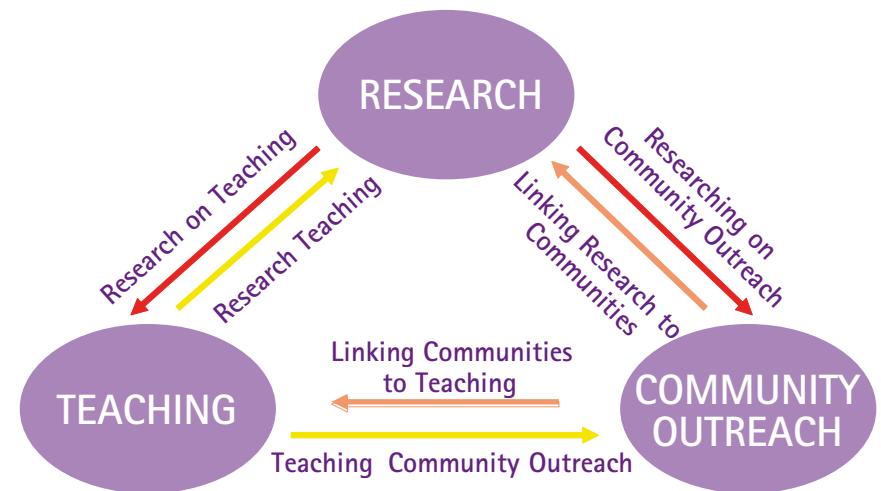 RESEARCH
Research on Teaching
Research Teaching
Researching on
Community Outreach
Linking Research to
Communities
Linking Communities
to Teaching
TEACHING
COMMUNITY
OUTREACH
Teaching Community Outreach